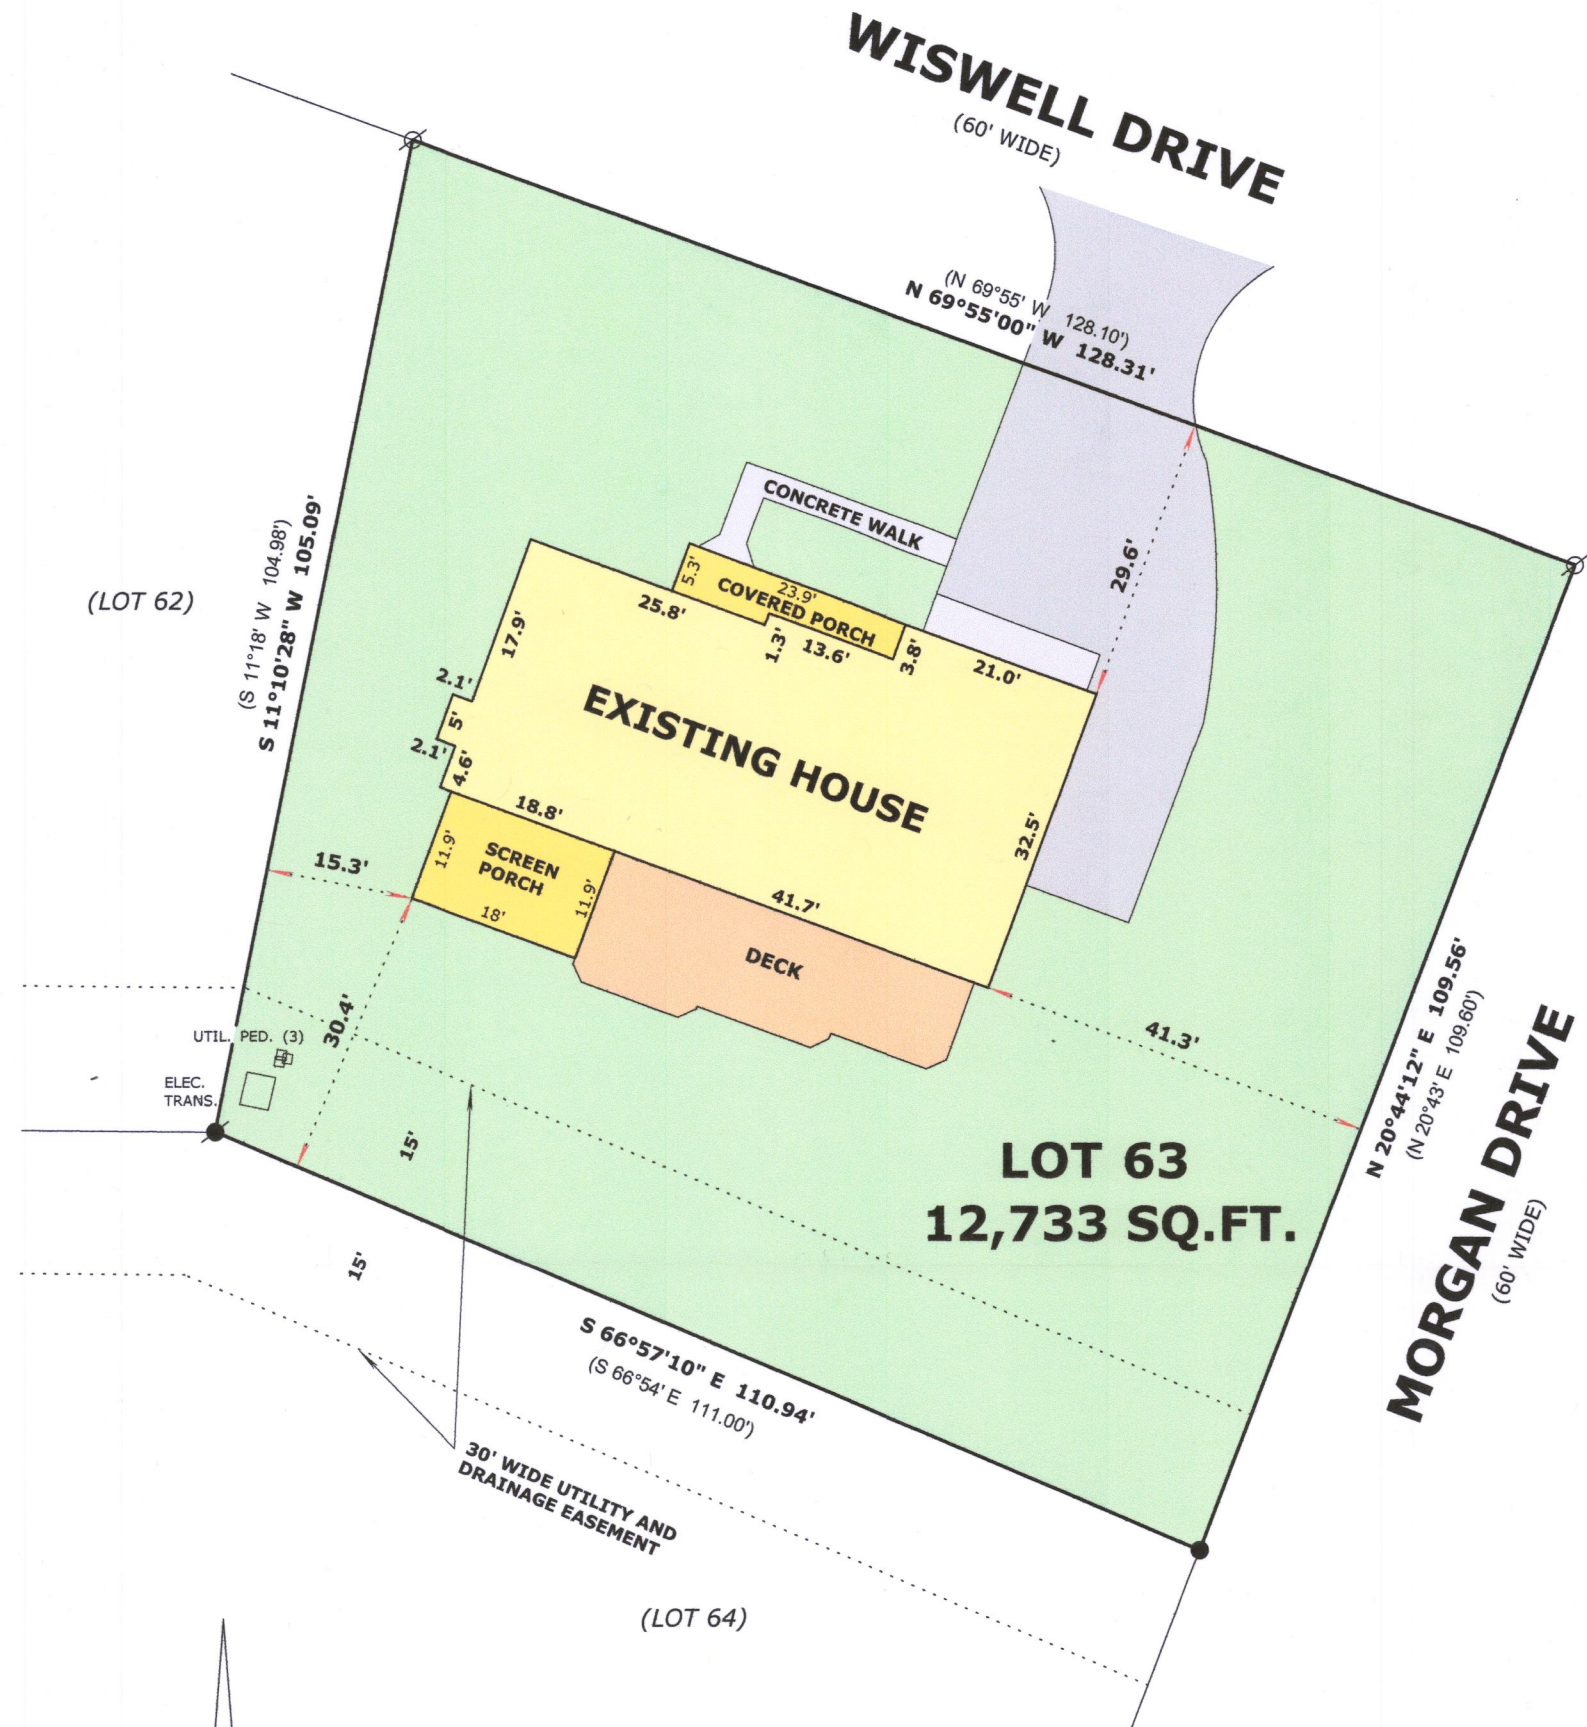 WISWELL DRIVE
(60' WIDE)
(N 69°55' W 128.10')
N 69°55'00" W 128.31'
CONCRETE WALK
29.6'
(LOT 62)
(S 11°18' W 104.98')
S 11°10'28" W 105.09'
5.3'
23.9'
COVERED PORCH
25.8'
17.9'
1.3'
13.6'
3.8'
21.0'
2.1'
5'
2.1'
4.6'
EXISTING HOUSE
32.5'
18.8'
11.9'
SCREEN
PORCH
11.9'
18'
41.7'
DECK
15.3'
30.4'
41.3'
UTIL. PED. (3)
ELEC.
TRANS.
15'
15'
LOT 63
12,733 SQ.FT.
N 20°44'12" E 109.56'
(N 20°43' E 109.60')
MORGAN DRIVE
(60' WIDE)
S 66°57'10" E 110.94'
(S 66°54' E 111.00')
30' WIDE UTILITY AND
DRAINAGE EASEMENT
(LOT 64)